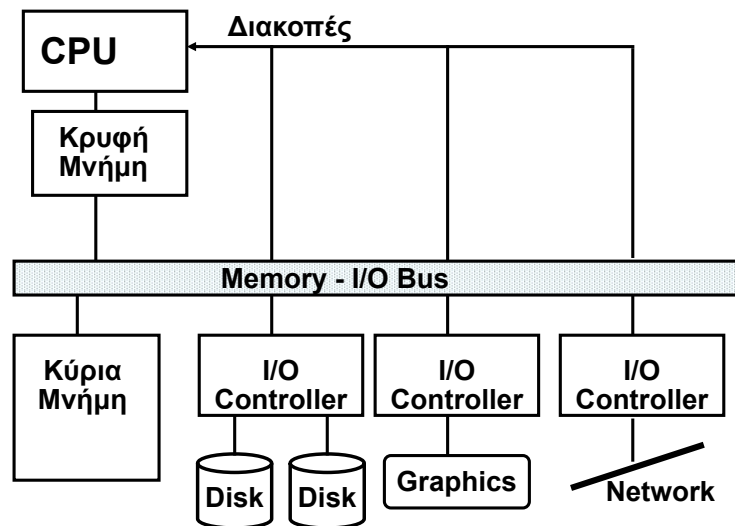 Διακοπές
CPU
Κρυφή
Μνήμη
Memory - I/O Bus
Κύρια
Μνήμη
I/O
Controller
I/O
Controller
I/O
Controller
Disk
Disk
Graphics
Network